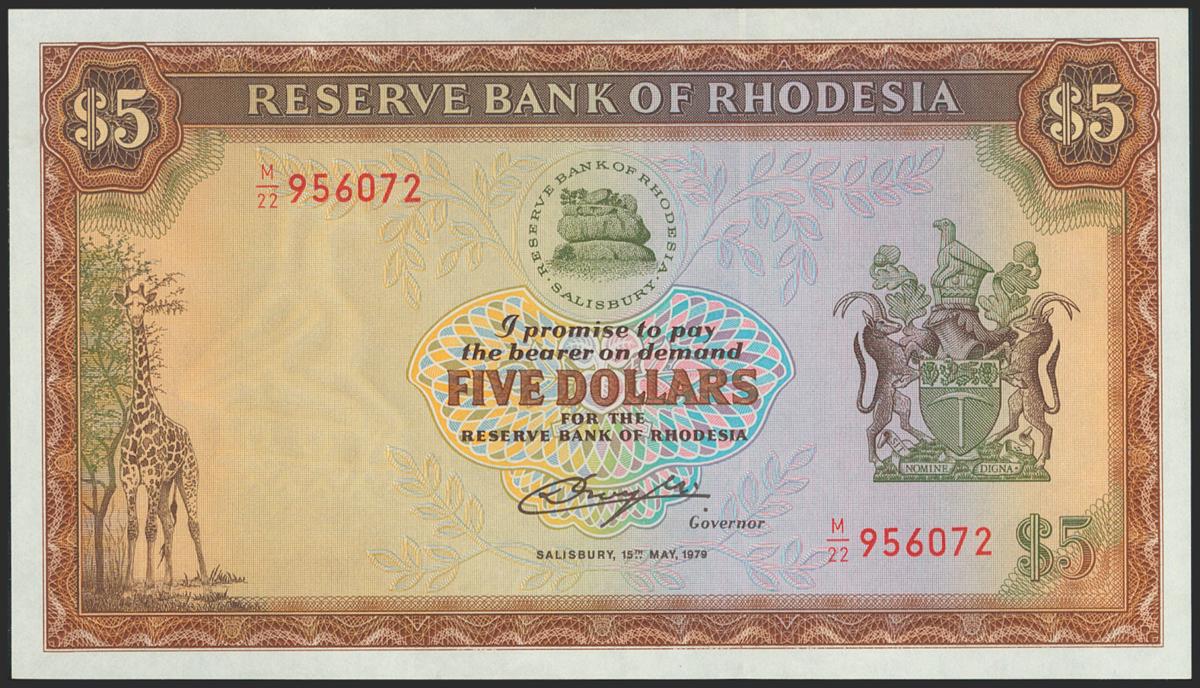 $5
RESERVE BANK OF RHODESIA
$5
M/22 956072
RESERVE BANK OF RHODESIA
· SALISBURY ·
I promise to pay
the bearer on demand
FIVE DOLLARS
FOR THE
RESERVE BANK OF RHODESIA
NOMINE DIGNA·
Governor
M/22 956072
$5
SALISBURY, 15TH MAY, 1979